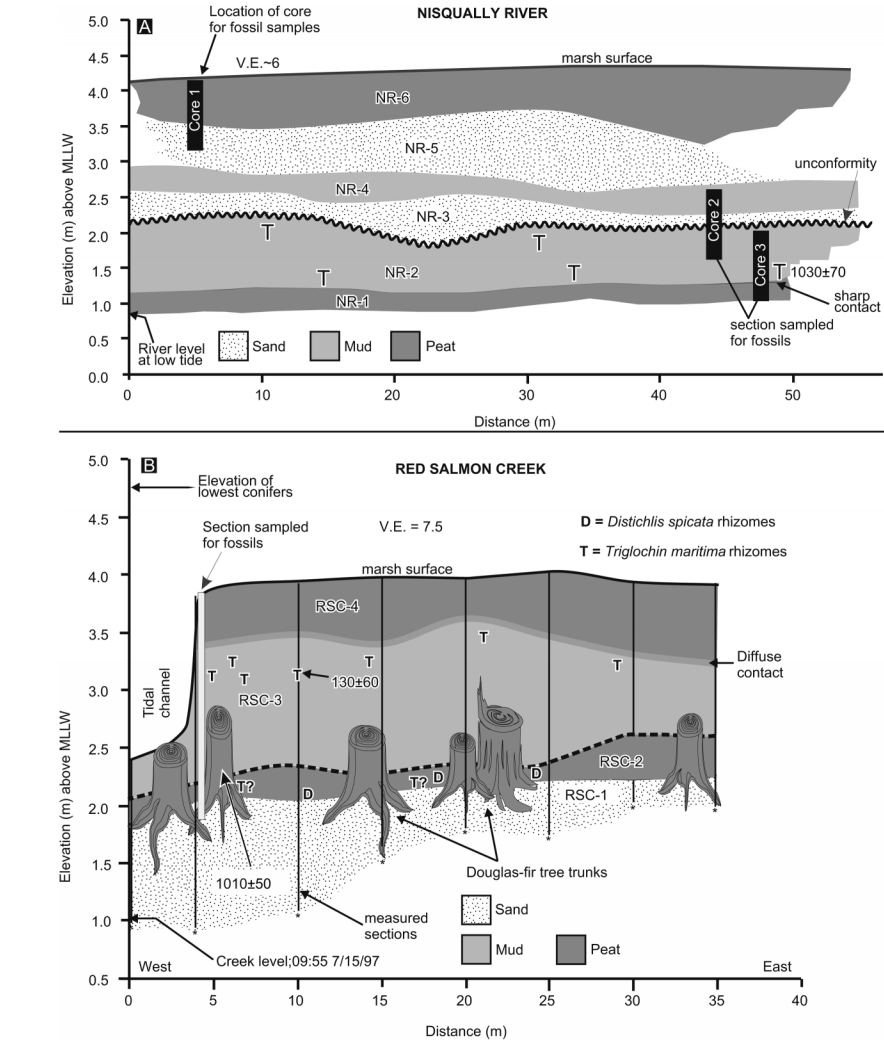 NISQUALLY RIVER
A
Location of core
for fossil samples
V.E.~6
marsh surface
5.0
4.5
4.0
3.5
3.0
2.5
2.0
1.5
1.0
0.5
0.0
Elevation (m) above MLLW
Core 1
NR-6
NR-5
NR-4
NR-3
NR-2
NR-1
Core 2
Core 3
unconformity
T
T
T
T
T
1030±70
sharp
contact
section sampled
for fossils
River level
at low tide
Sand
Mud
Peat
0
10
20
30
40
50
Distance (m)
B
RED SALMON CREEK
Elevation of
lowest conifers
Section sampled
for fossils
V.E. = 7.5
D = Distichlis spicata rhizomes
T = Triglochin maritima rhizomes
marsh surface
5.0
4.5
4.0
3.5
3.0
2.5
2.0
1.5
1.0
0.5
Elevation (m) above MLLW
Tidal
channel
RSC-4
T
T
T
T
T
T
T
130±60
RSC-3
Diffuse
contact
RSC-2
T?
D
T?
D
D
RSC-1
1010±50
Douglas-fir tree trunks
measured
sections
Sand
Mud
Peat
Creek level;09:55 7/15/97
West
East
0
5
10
15
20
25
30
35
40
Distance (m)